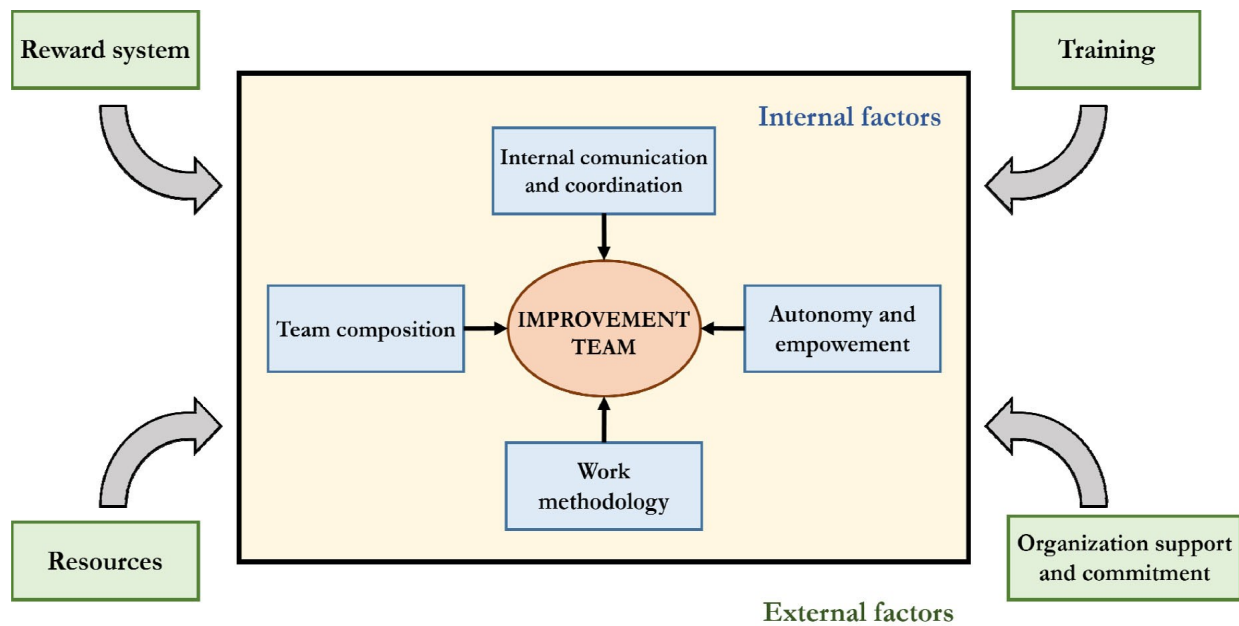 Reward system
Training
Internal factors
Internal comunication
and coordination
Team composition
IMPROVEMENT
TEAM
Autonomy and
empowement
Work
methodology
Resources
Organization support
and commitment
External factors